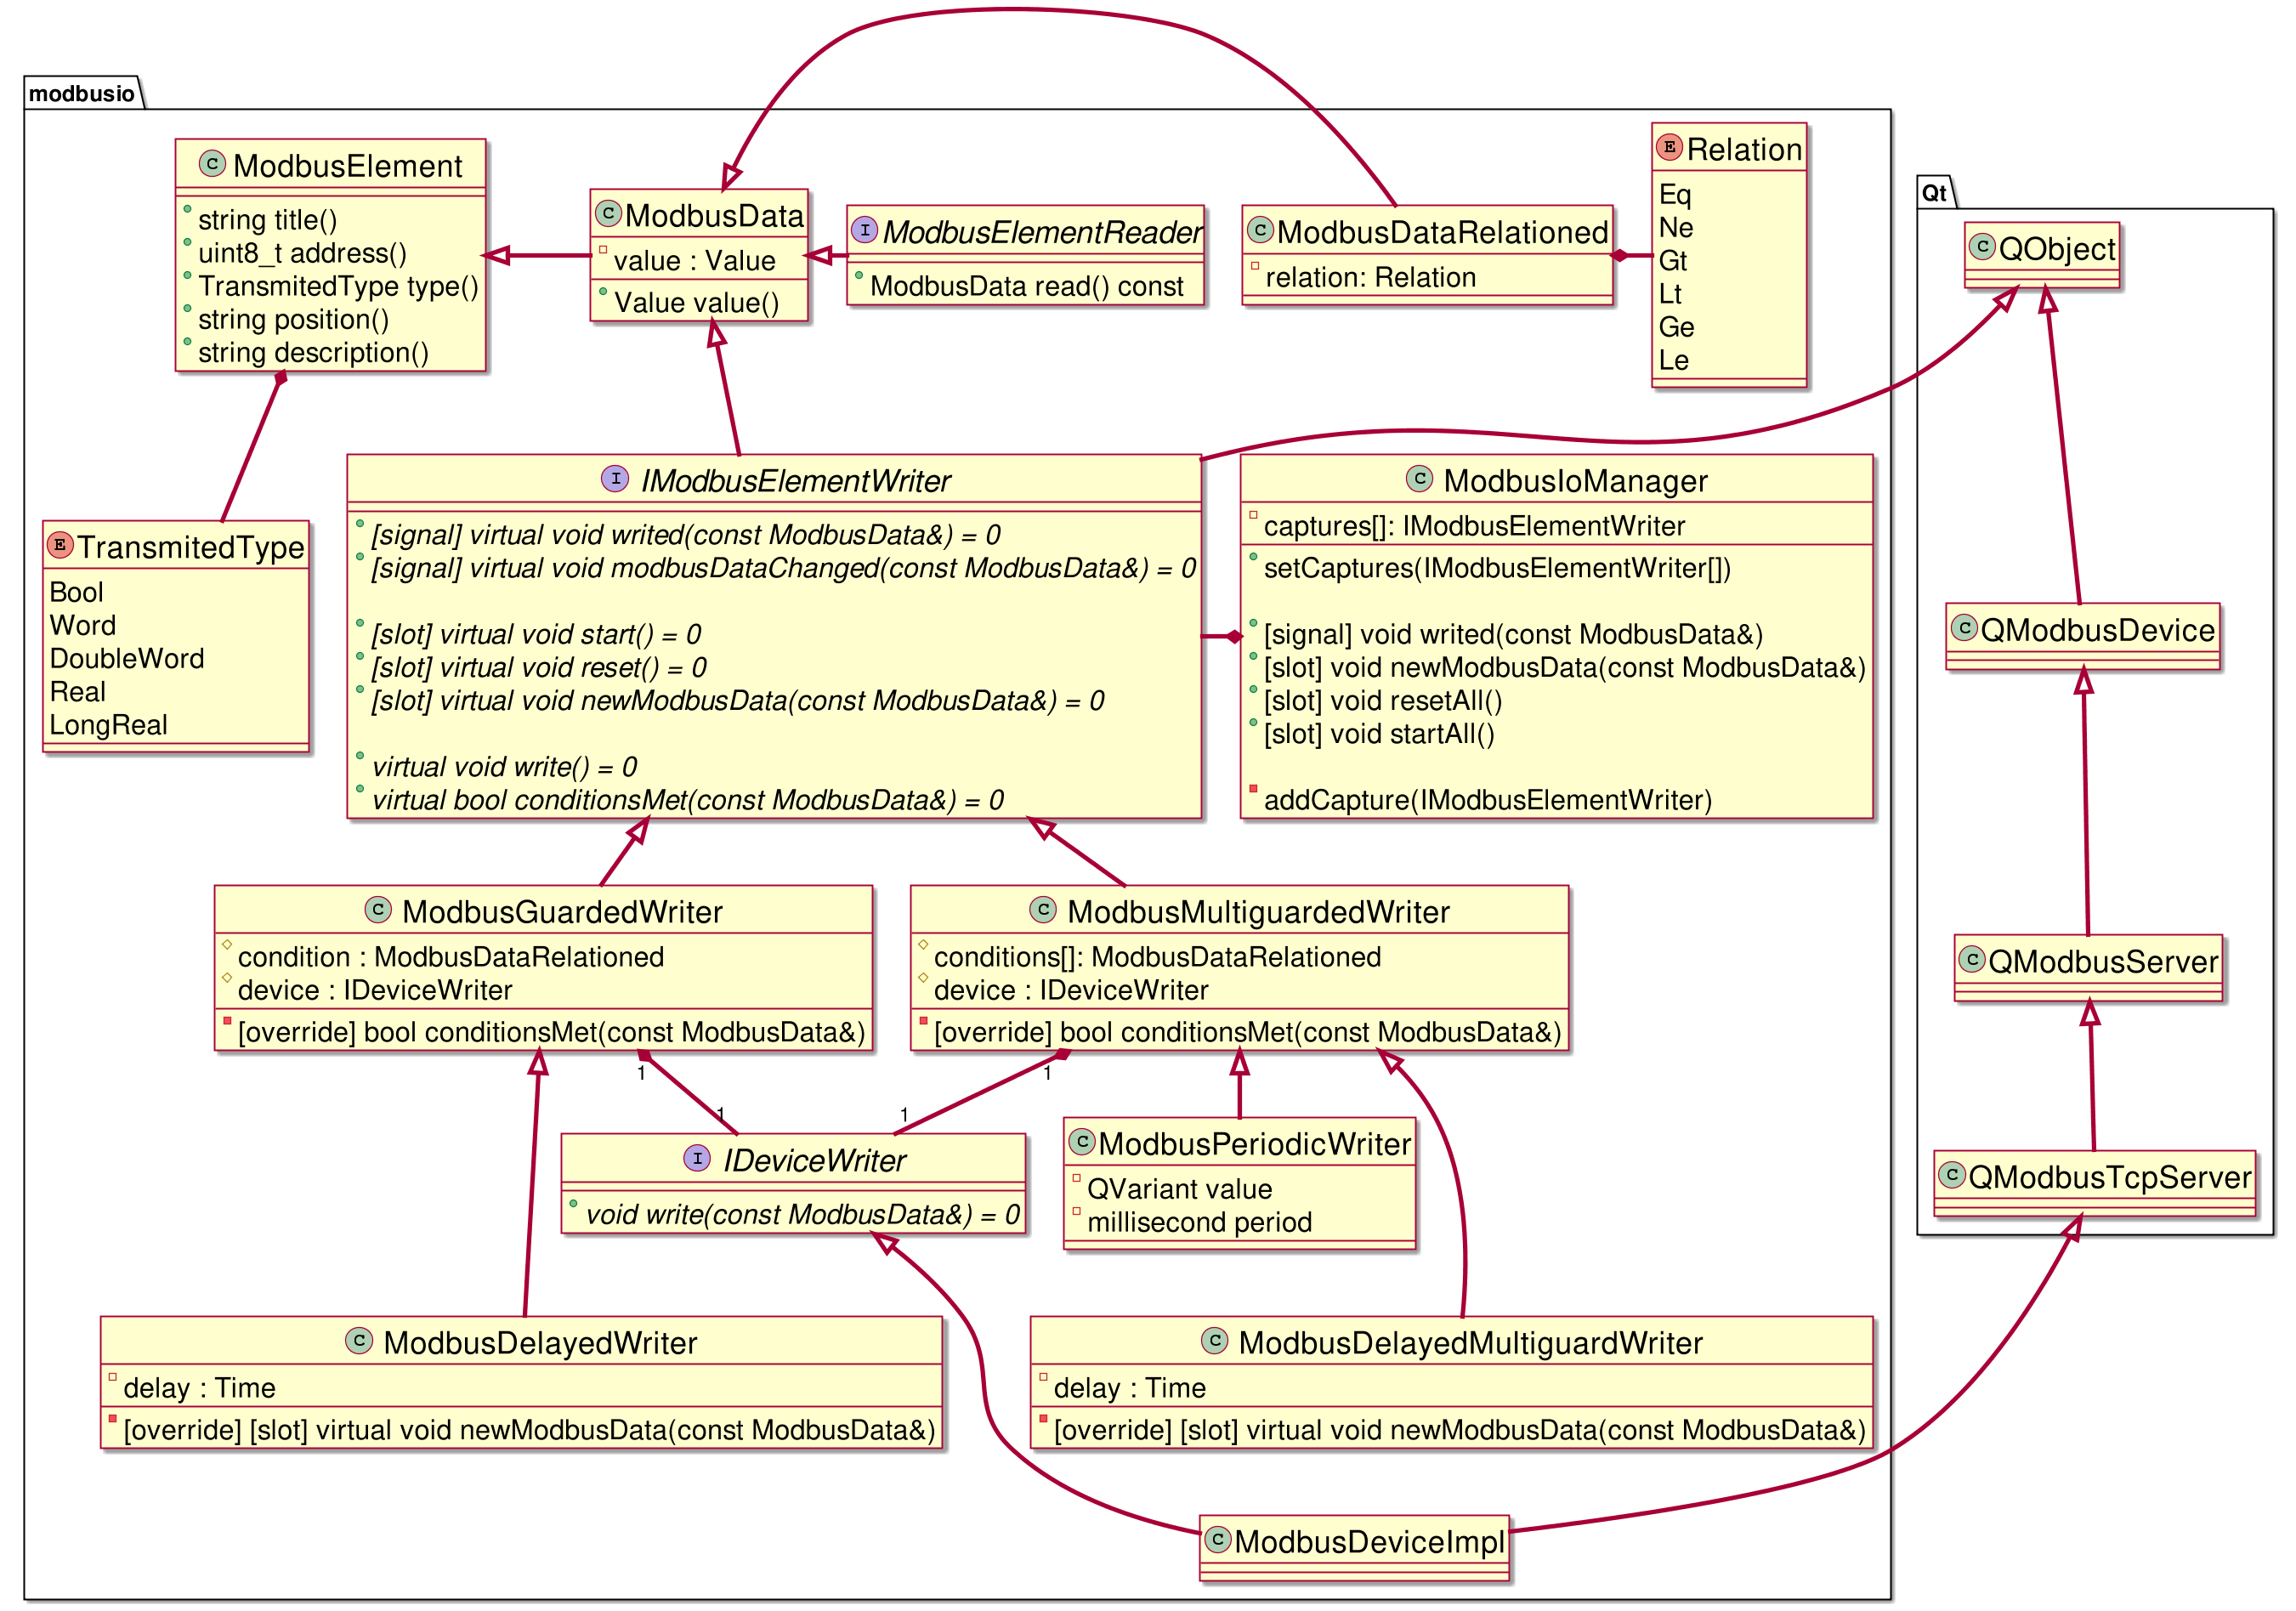 modbusio
C ModbusElement
string title()
uint8_t address()
TransmitedType type()
string position()
string description()
C ModbusData
value : Value
Value value()
I ModbusElementReader
ModbusData read() const
C ModbusDataRelationed
relation: Relation
E Relation
Eq
Ne
Gt
Lt
Ge
Le
Qt
C QObject
E TransmitedType
Bool
Word
DoubleWord
Real
LongReal
I IModbusElementWriter
[signal] virtual void writed(const ModbusData&) = 0
[signal] virtual void modbusDataChanged(const ModbusData&) = 0
[slot] virtual void start() = 0
[slot] virtual void reset() = 0
[slot] virtual void newModbusData(const ModbusData&) = 0
virtual void write() = 0
virtual bool conditionsMet(const ModbusData&) = 0
C ModbusIoManager
captures[]: IModbusElementWriter
setCaptures(IModbusElementWriter[])
[signal] void writed(const ModbusData&)
[slot] void newModbusData(const ModbusData&)
[slot] void resetAll()
[slot] void startAll()
addCapture(IModbusElementWriter)
C QModbusDevice
C ModbusGuardedWriter
condition : ModbusDataRelationed
device : IDeviceWriter
[override] bool conditionsMet(const ModbusData&)
C ModbusMultiguardedWriter
conditions[]: ModbusDataRelationed
device : IDeviceWriter
[override] bool conditionsMet(const ModbusData&)
C QModbusServer
1
1
1
1
I IDeviceWriter
void write(const ModbusData&) = 0
C ModbusPeriodicWriter
QVariant value
millisecond period
C QModbusTcpServer
C ModbusDelayedWriter
delay : Time
[override] [slot] virtual void newModbusData(const ModbusData&)
C ModbusDelayedMultiguardWriter
delay : Time
[override] [slot] virtual void newModbusData(const ModbusData&)
C ModbusDeviceImpl